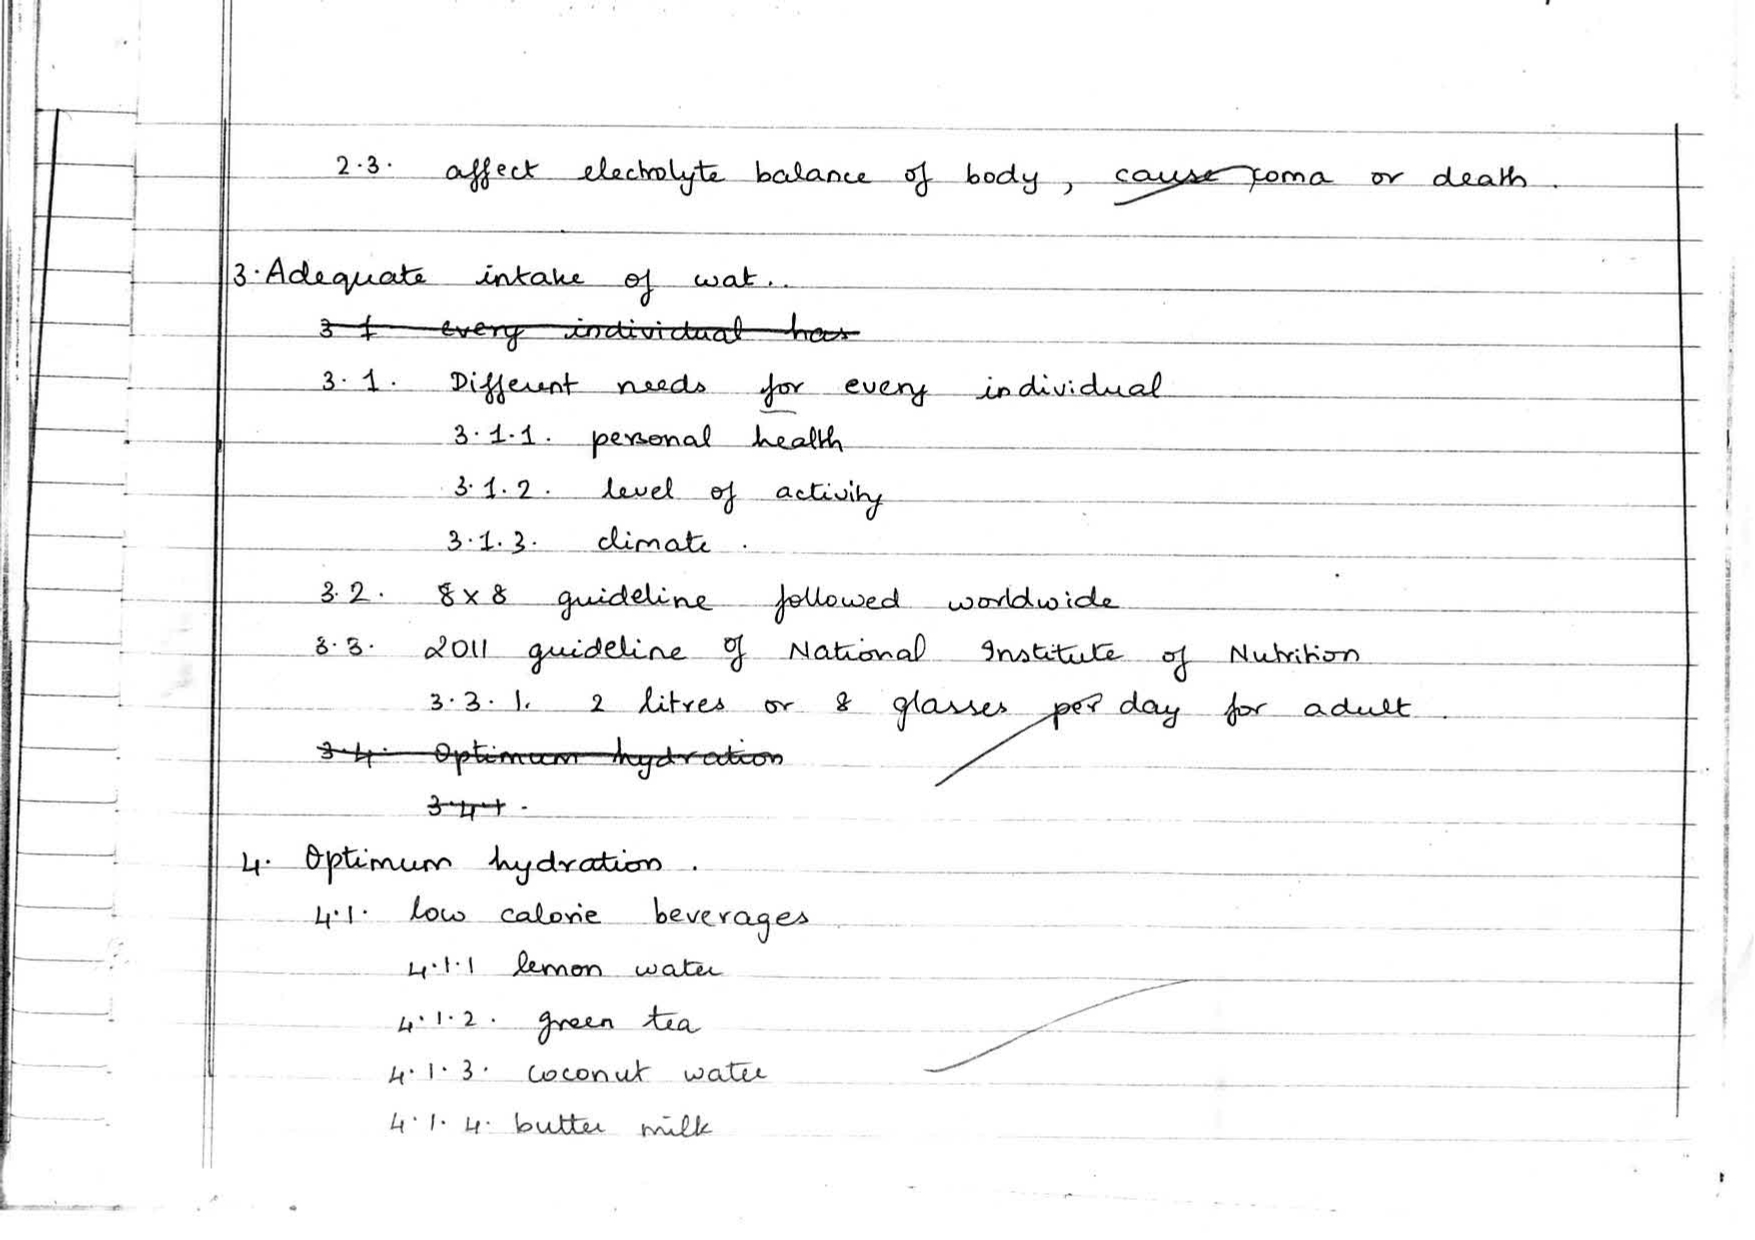 2.3. affect electrolyte balance of body, cause coma or death.
3. Adequate intake of wat..
3 1 every individual has
3.1. Different needs for every individual
3.1.1. personal health
3.1.2. level of activity
3.1.3. climate.
3.2. 8x8 guideline followed worldwide
3.3. 2011 guideline of National Institute of Nutrition
3.3.1. 2 litres or 8 glasses per day for adult.
3.4. Optimum hydration
3.4.1.
4. Optimum hydration.
4.1. low calorie beverages
4.1.1 lemon water
4.1.2. green tea
4.1.3. coconut water
4.1.4. butter milk